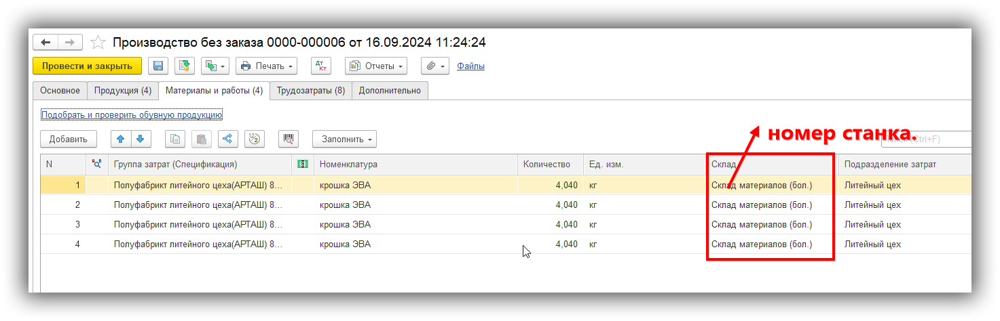 Производство без заказа 0000-000006 от 16.09.2024 11:24:24
Провести и закрыть Печать Дт Кт Отчеты Файлы
Основное Продукция (4) Материалы и работы (4) Трудозатраты (8) Дополнительно
Подобрать и проверить обувную продукцию
номер станка.
Добавить Заполнить (Ctrl+F)
N Группа затрат (Спецификация) Номенклатура Количество Ед. изм. Склад Подразделение затрат
1 Полуфабрикт литейного цеха(АРТАШ) 8... крошка ЭВА 4,040 кг Склад материалов (бол.) Литейный цех
2 Полуфабрикт литейного цеха(АРТАШ) 8... крошка ЭВА 4,040 кг Склад материалов (бол.) Литейный цех
3 Полуфабрикт литейного цеха(АРТАШ) 8... крошка ЭВА 4,040 кг Склад материалов (бол.) Литейный цех
4 Полуфабрикт литейного цеха(АРТАШ) 8... крошка ЭВА 4,040 кг Склад материалов (бол.) Литейный цех